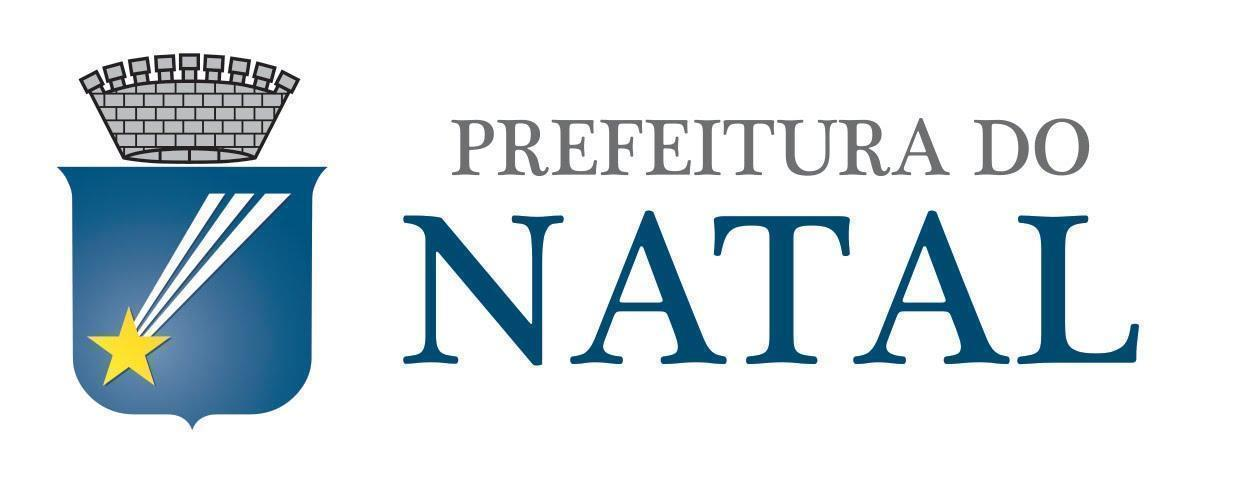 PREFEITURA DO
NATAL